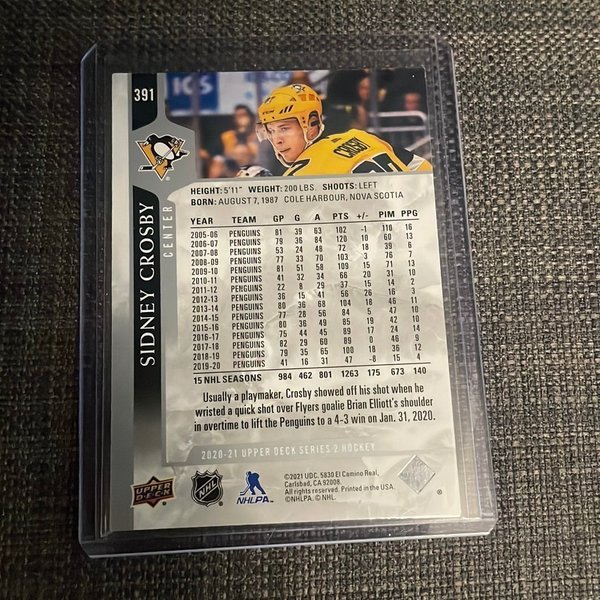 391
SIDNEY CROSBY
CENTER
CCM
CROSBY
HEIGHT: 5'11" WEIGHT: 200 LBS. SHOOTS: LEFT
BORN: AUGUST 7, 1987 COLE HARBOUR, NOVA SCOTIA
YEAR TEAM GP G A PTS +/- PIM PPG
2005-06 PENGUINS 81 39 63 102 -1 110 16
2006-07 PENGUINS 79 36 84 120 10 60 13
2007-08 PENGUINS 53 24 48 72 18 39 6
2008-09 PENGUINS 77 33 70 103 3 76 7
2009-10 PENGUINS 81 51 58 109 15 71 13
2010-11 PENGUINS 41 32 34 66 20 31 10
2011-12 PENGUINS 22 8 29 37 15 14 2
2012-13 PENGUINS 36 15 41 56 26 16 3
2013-14 PENGUINS 80 36 68 104 18 46 11
2014-15 PENGUINS 77 28 56 84 5 47 10
2015-16 PENGUINS 80 36 49 85 19 42 10
2016-17 PENGUINS 75 44 45 89 17 24 14
2017-18 PENGUINS 82 29 60 89 0 46 9
2018-19 PENGUINS 79 35 65 100 18 36 12
2019-20 PENGUINS 41 16 31 47 -8 15 4
15 NHL SEASONS 984 462 801 1263 175 673 140
Usually a playmaker, Crosby showed off his shot when he
wristed a quick shot over Flyers goalie Brian Elliott's shoulder
in overtime to lift the Penguins to a 4-3 win on Jan. 31, 2020.
2020-21 UPPER DECK SERIES 2 HOCKEY
UPPER DECK
NHL
NHLPA
©2021 UDC. 5830 El Camino Real,
Carlsbad, CA 92008.
All rights reserved. Printed in the USA.
©NHLPA. © NHL.